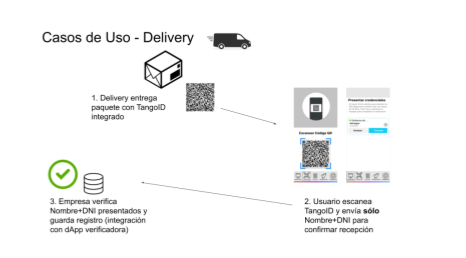 Casos de Uso - Delivery
1. Delivery entrega
paquete con TangoID
integrado
Escanear Código QR
Presentar credenciales
3. Empresa verifica
Nombre+DNI presentados y
guarda registro (integración
con dApp verificadora)
2. Usuario escanea
TangoID y envía sólo
Nombre+DNI para
confirmar recepción